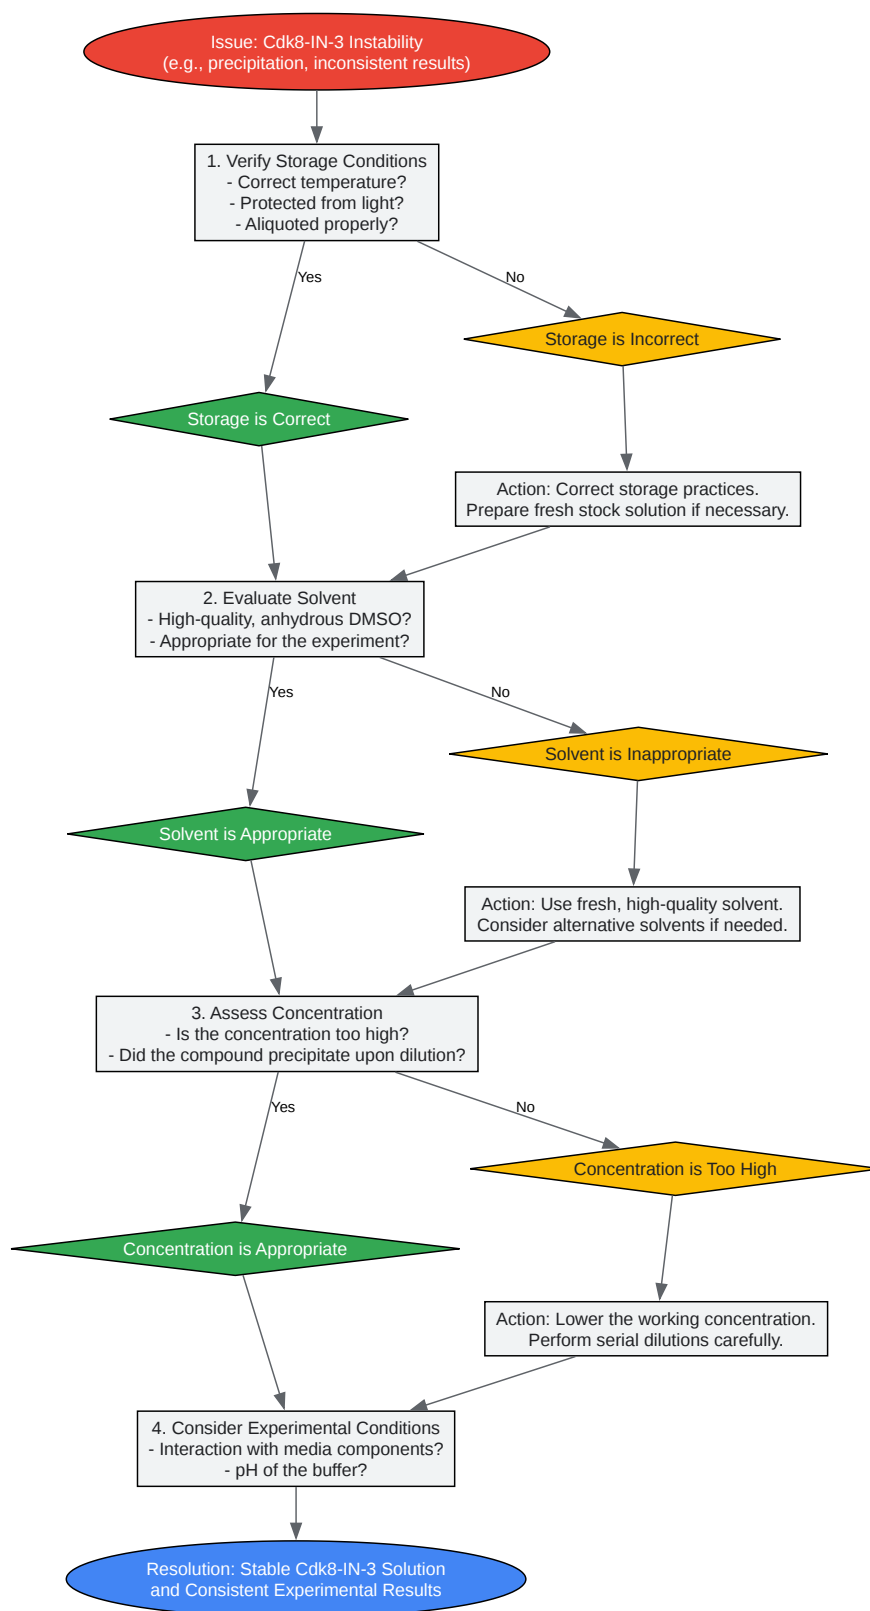 Issue: Cdk8-IN-3 Instability
(e.g., precipitation, inconsistent results)
1. Verify Storage Conditions
- Correct temperature?
- Protected from light?
- Aliquoted properly?
Yes
No
Storage is Incorrect
Storage is Correct
Action: Correct storage practices.
Prepare fresh stock solution if necessary.
2. Evaluate Solvent
- High-quality, anhydrous DMSO?
- Appropriate for the experiment?
Yes
No
Solvent is Inappropriate
Solvent is Appropriate
Action: Use fresh, high-quality solvent.
Consider alternative solvents if needed.
3. Assess Concentration
- Is the concentration too high?
- Did the compound precipitate upon dilution?
Yes
No
Concentration is Too High
Concentration is Appropriate
Action: Lower the working concentration.
Perform serial dilutions carefully.
4. Consider Experimental Conditions
- Interaction with media components?
- pH of the buffer?
Resolution: Stable Cdk8-IN-3 Solution
and Consistent Experimental Results